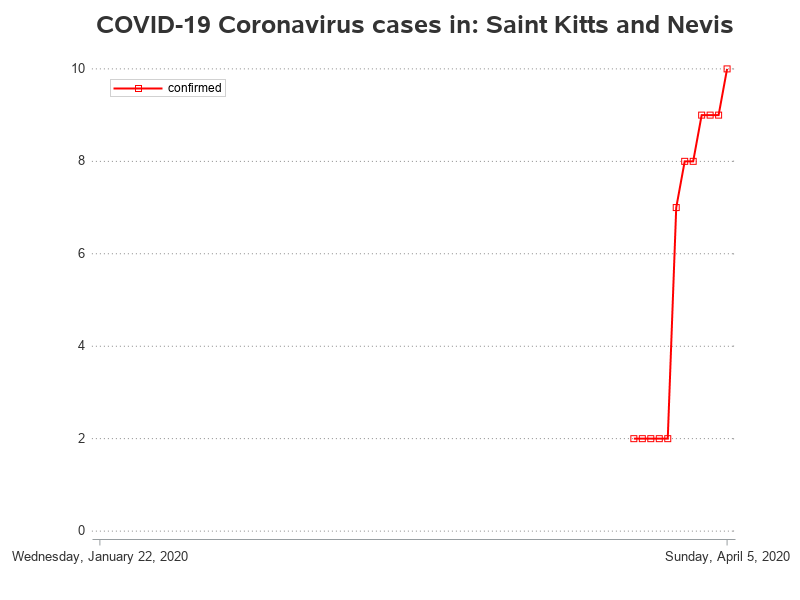 COVID-19 Coronavirus cases in: Saint Kitts and Nevis
10
confirmed
8
6
4
2
0
Wednesday, January 22, 2020 Sunday, April 5, 2020